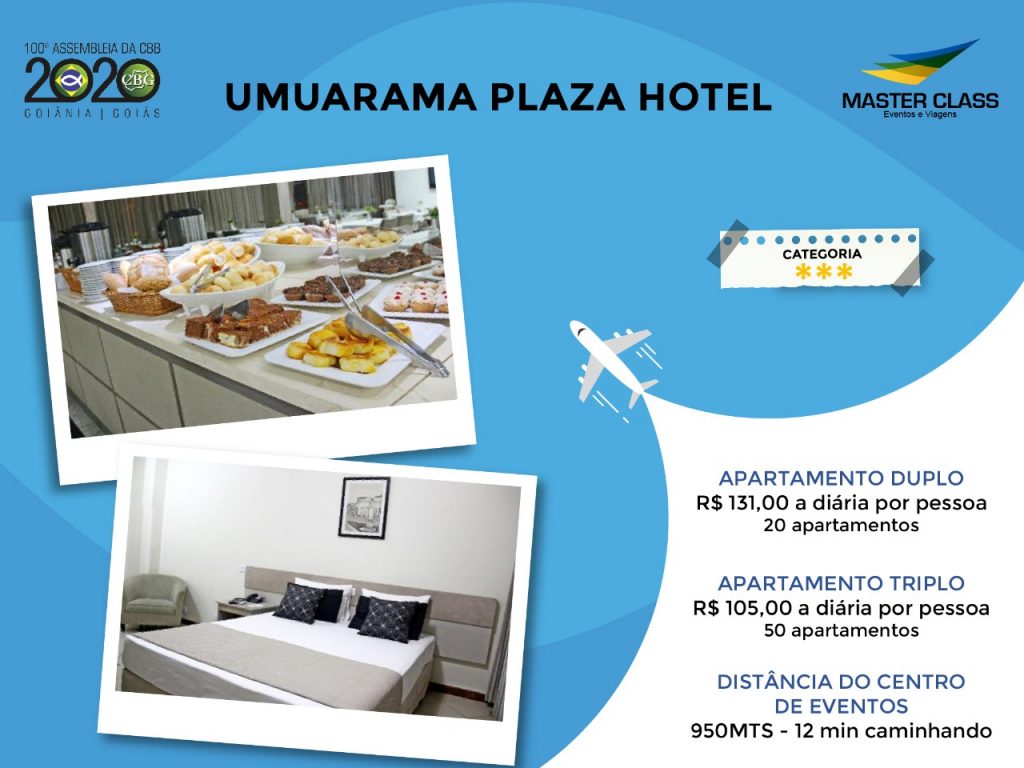 100ª ASSEMBLEIA DA CBB
2020
CBG
GOIÂNIA | GOIÁS
UMUARAMA PLAZA HOTEL
MASTER CLASS
Eventos e Viagens
CATEGORIA
***
APARTAMENTO DUPLO
R$ 131,00 a diária por pessoa
20 apartamentos
APARTAMENTO TRIPLO
R$ 105,00 a diária por pessoa
50 apartamentos
DISTÂNCIA DO CENTRO
DE EVENTOS
950MTS - 12 min caminhando